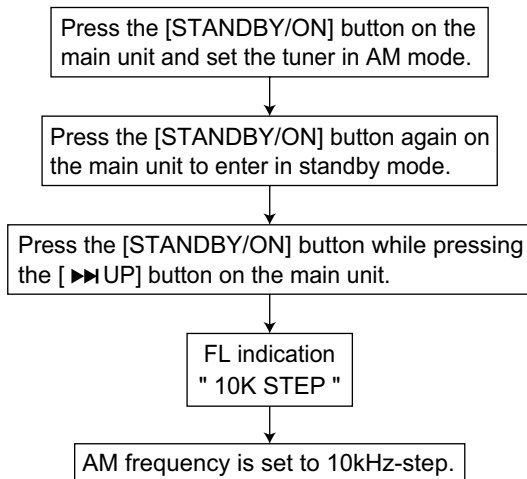 Press the [STANDBY/ON] button on the
main unit and set the tuner in AM mode.
Press the [STANDBY/ON] button again on
the main unit to enter in standby mode.
Press the [STANDBY/ON] button while pressing
the [ ⏭ UP] button on the main unit.
FL indication
" 10K STEP "
AM frequency is set to 10kHz-step.